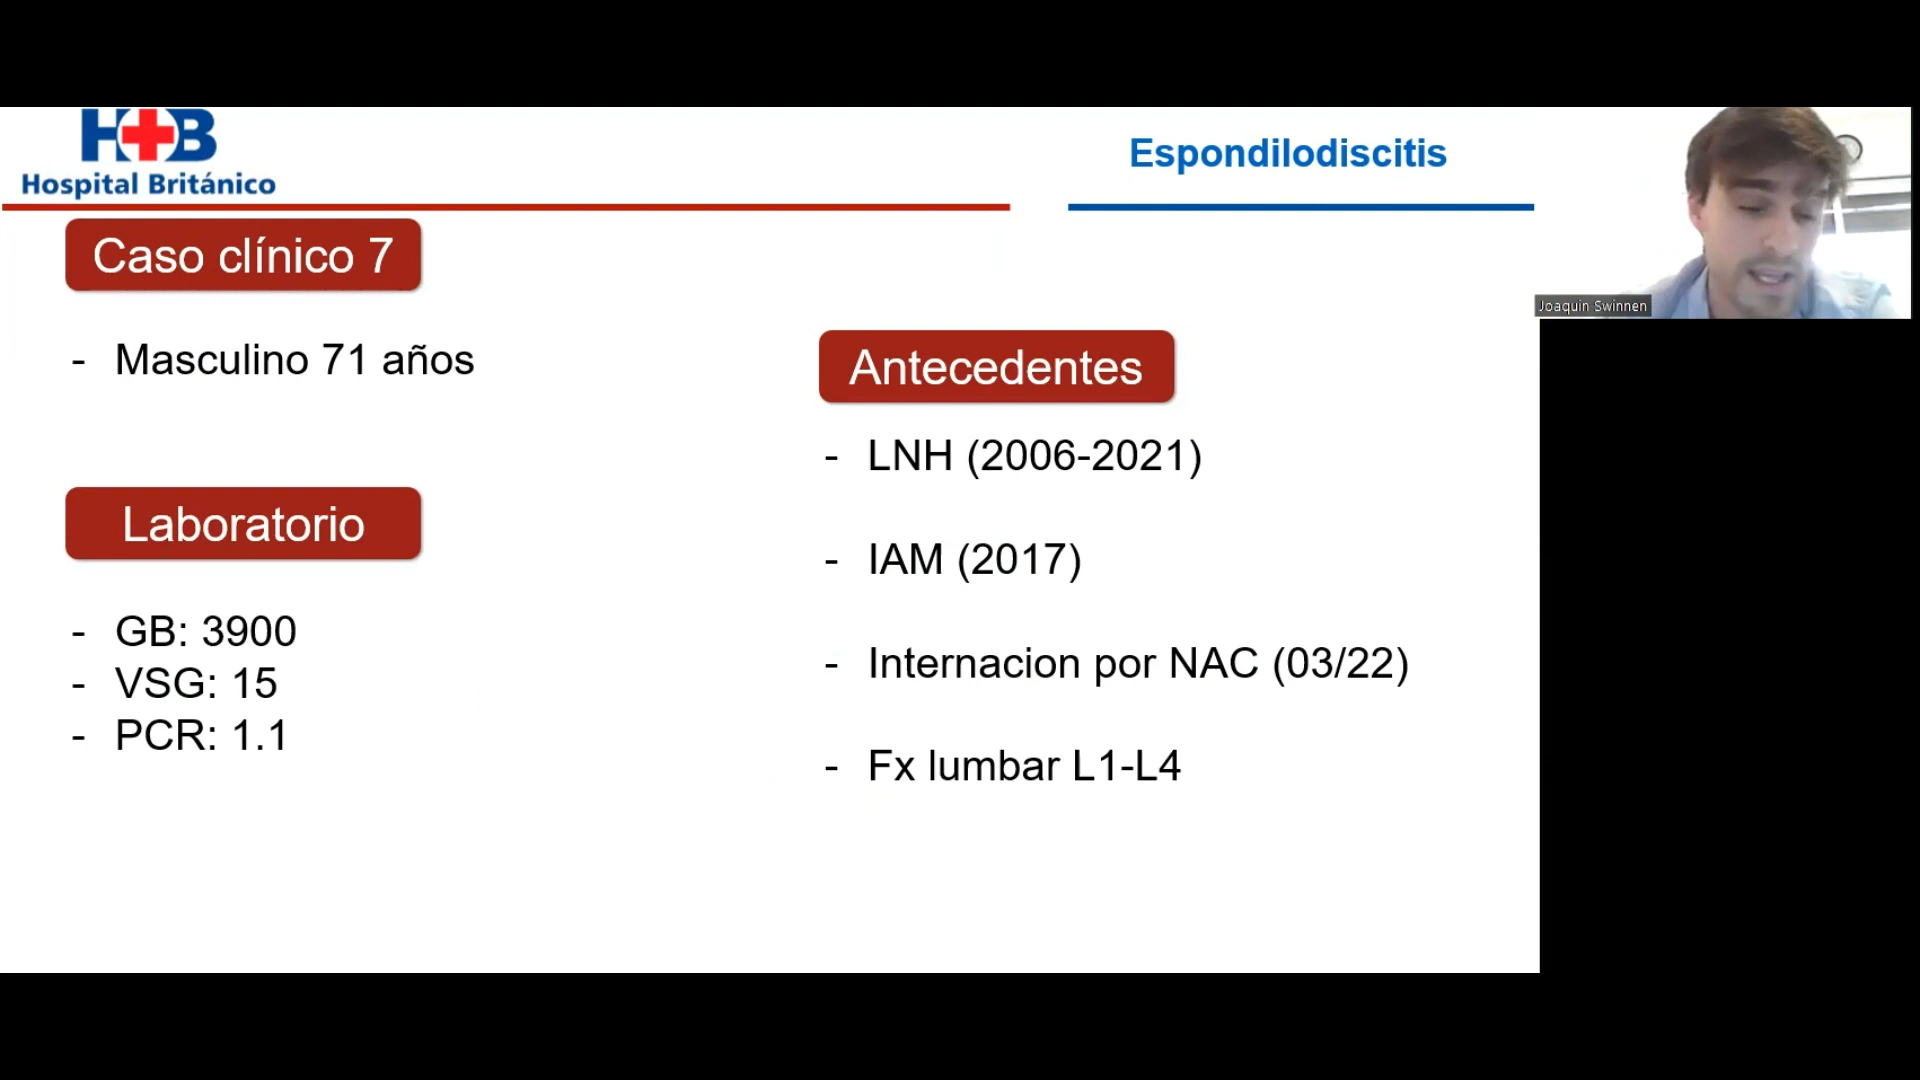 H+B
Hospital Británico
Espondilodiscitis
Joaquin Swinnen
Caso clínico 7
- Masculino 71 años
Laboratorio
- GB: 3900
- VSG: 15
- PCR: 1.1
Antecedentes
- LNH (2006-2021)
- IAM (2017)
- Internacion por NAC (03/22)
- Fx lumbar L1-L4